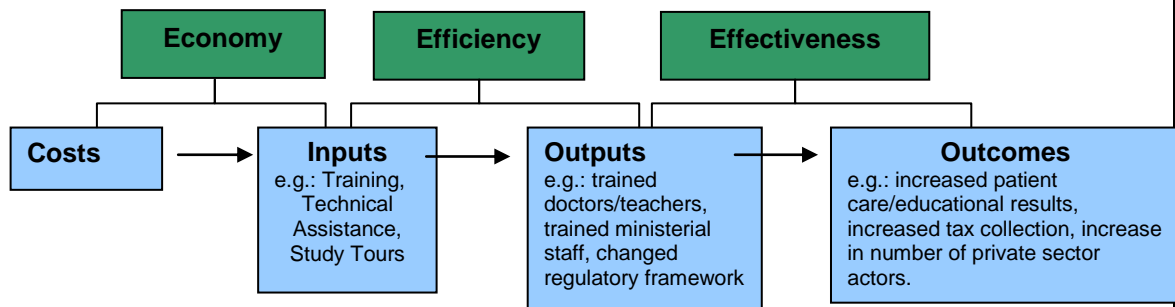 Economy
Efficiency
Effectiveness
Costs
Inputs
e.g.: Training,
Technical
Assistance,
Study Tours
Outputs
e.g.: trained
doctors/teachers,
trained ministerial
staff, changed
regulatory framework
Outcomes
e.g.: increased patient
care/educational results,
increased tax collection, increase
in number of private sector
actors.